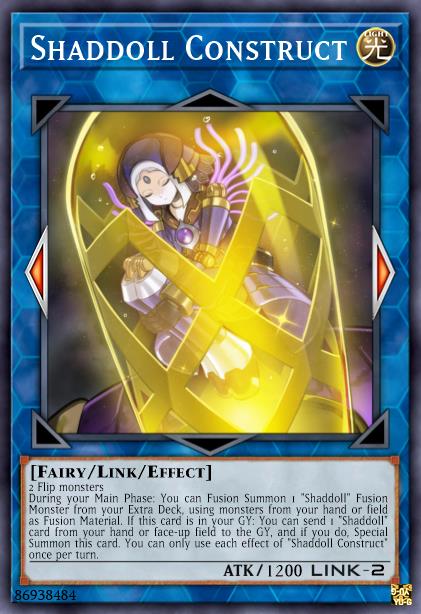 SHADDOLL CONSTRUCT
LIGHT
光
[FAIRY/LINK/EFFECT]
2 Flip monsters
During your Main Phase: You can Fusion Summon 1 "Shaddoll" Fusion
Monster from your Extra Deck, using monsters from your hand or field
as Fusion Material. If this card is in your GY: You can send 1 "Shaddoll"
card from your hand or face-up field to the GY, and if you do, Special
Summon this card. You can only use each effect of "Shaddoll Construct"
once per turn.
ATK/1200 LINK-2
86938484